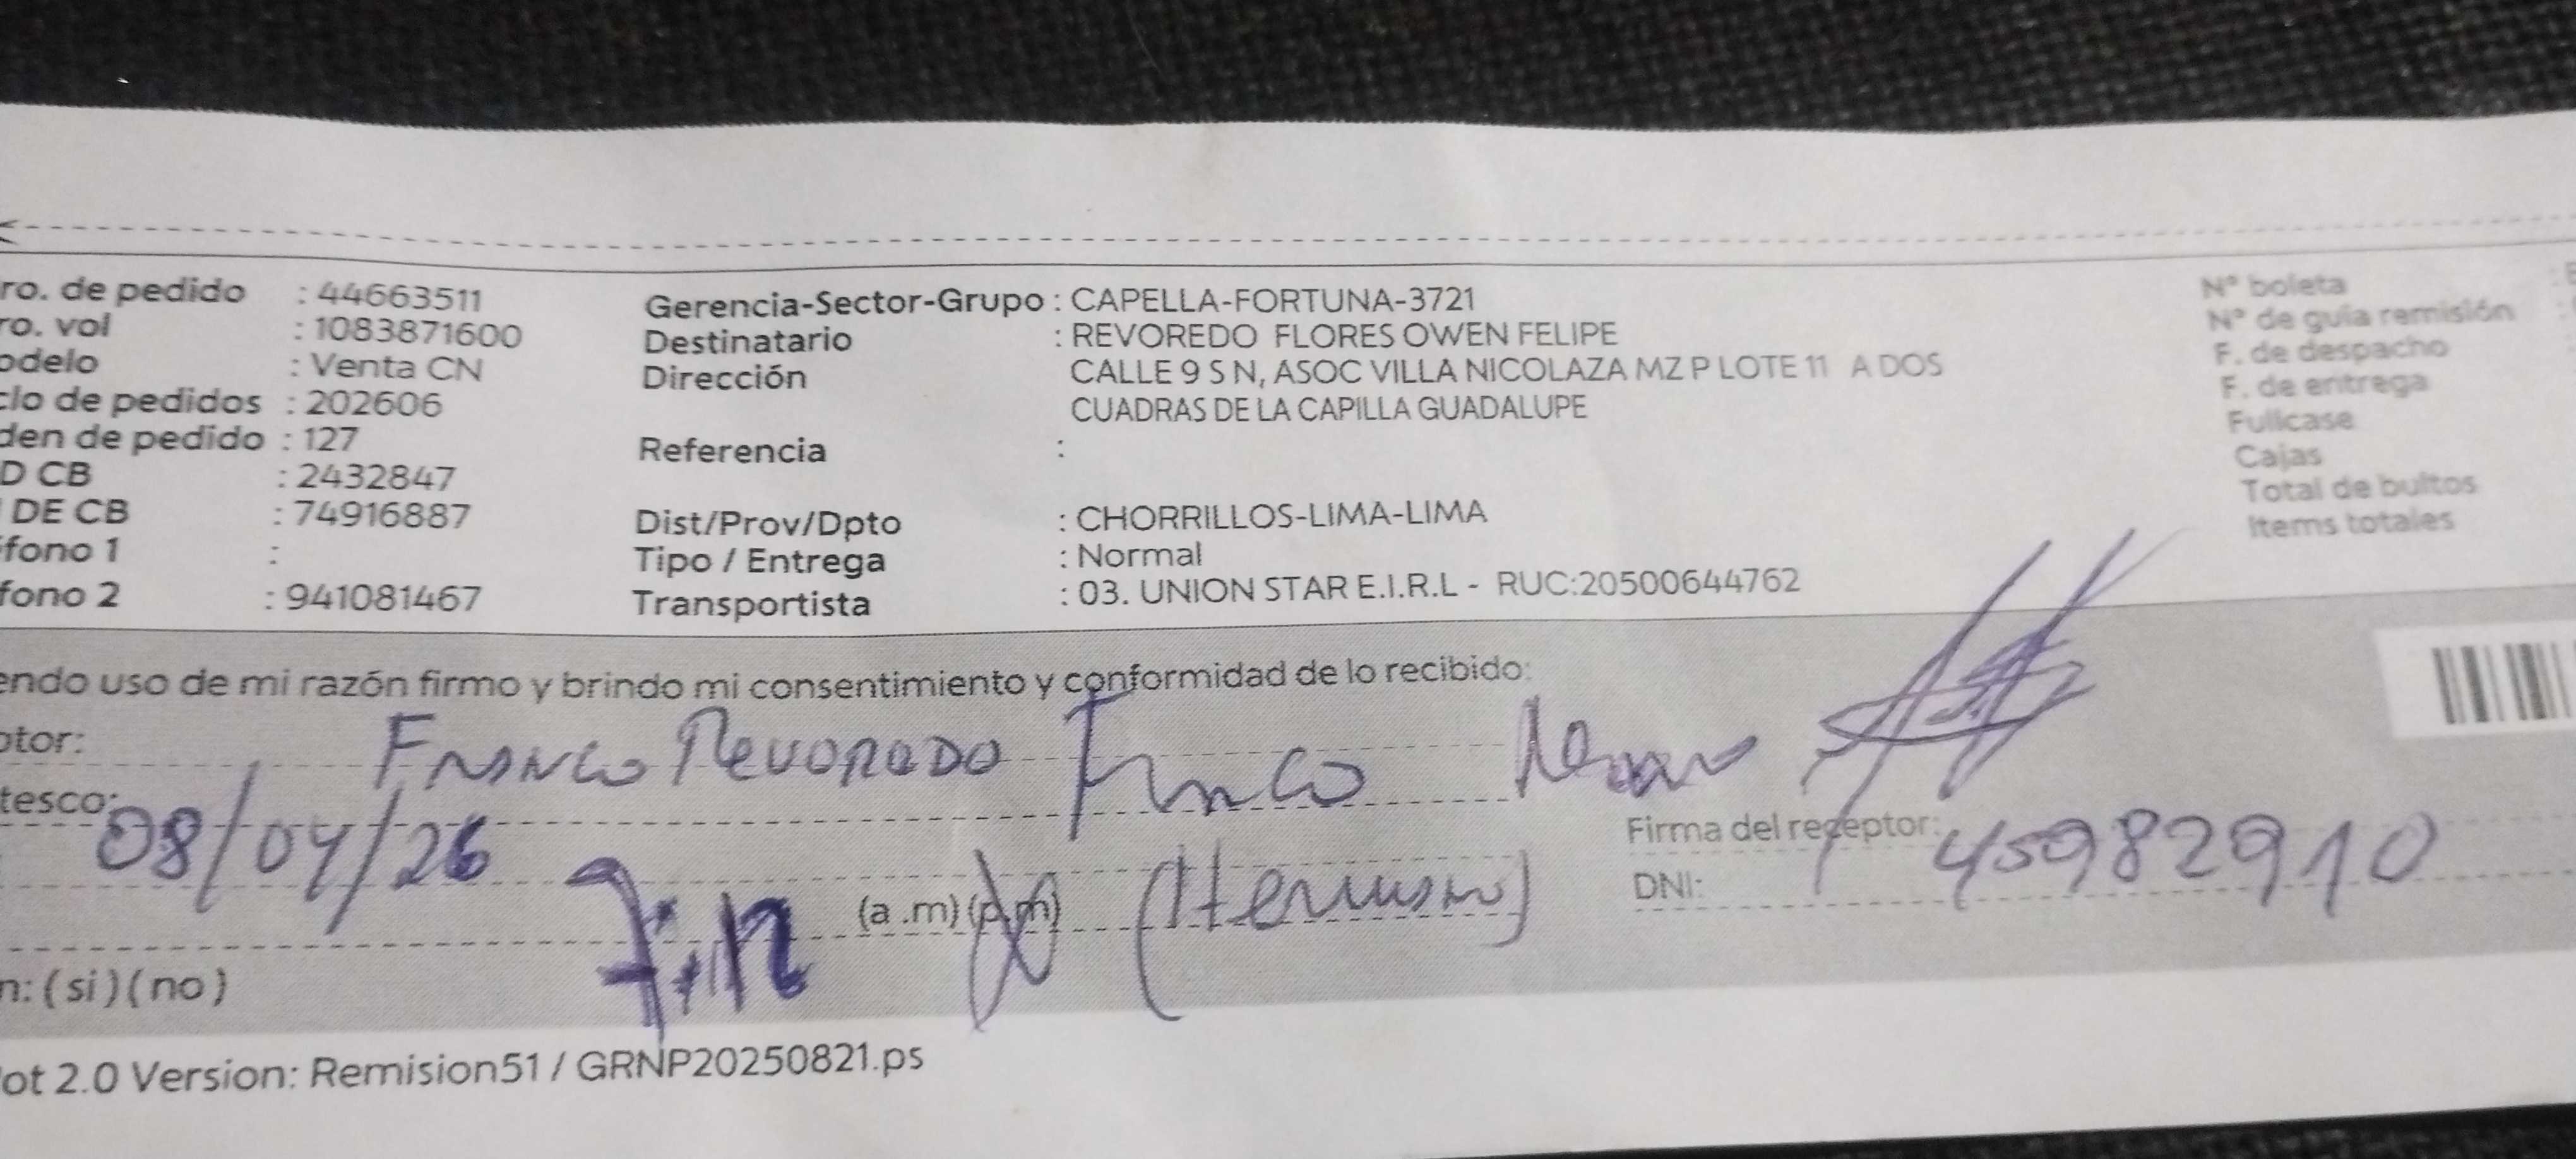 ro. de pedido : 44663511
ro. vol : 1083871600
odelo : Venta CN
clo de pedidos : 202606
den de pedido : 127
D CB : 2432847
DE CB : 74916887
fono 1 :
fono 2 : 941081467
Gerencia-Sector-Grupo : CAPELLA-FORTUNA-3721
Destinatario : REVOREDO FLORES OWEN FELIPE
Dirección CALLE 9 S N, ASOC VILLA NICOLAZA MZ P LOTE 11 A DOS
CUADRAS DE LA CAPILLA GUADALUPE
Referencia :
Dist/Prov/Dpto : CHORRILLOS-LIMA-LIMA
Tipo / Entrega : Normal
Transportista : 03. UNION STAR E.I.R.L - RUC:20500644762
N° boleta
N° de guia remisión
F. de despacho
F. de entrega
Fullcase
Cajas
Total de bultos
Items totales
endo uso de mi razón firmo y brindo mi consentimiento y conformidad de lo recibido:
ptor: Franco Revoredo Franco
tesco:
08/04/26
(a .m) (p.m) (Hermano)
Firma del receptor:
DNI: 45982910
n: ( si ) ( no )
ot 2.0 Version: Remision51 / GRNP20250821.ps